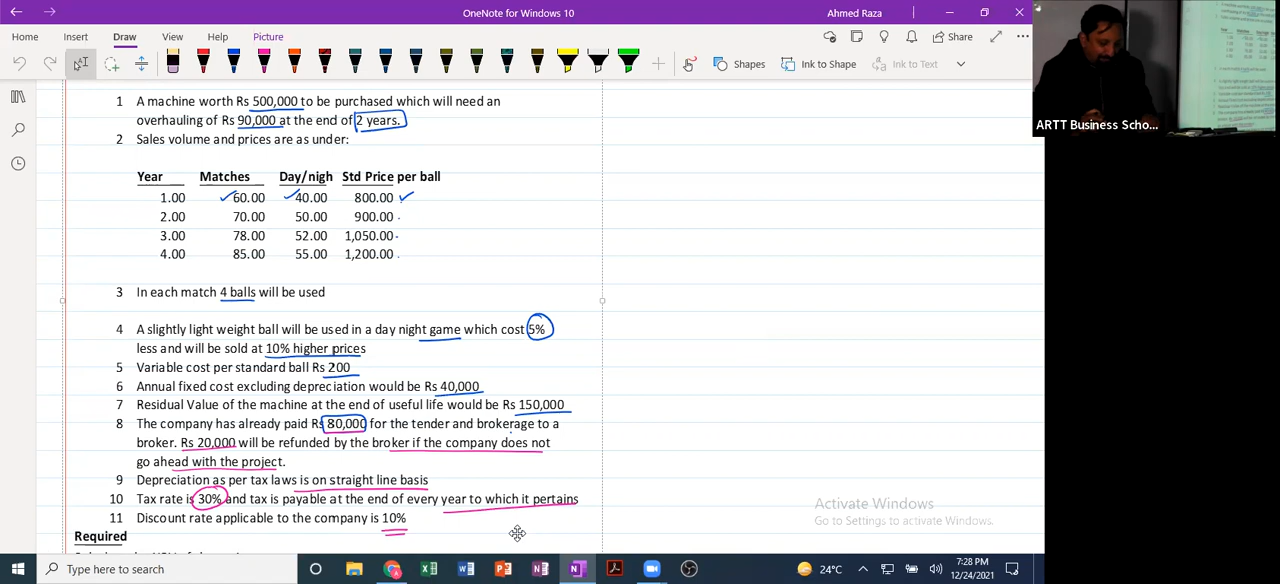 OneNote for Windows 10
Ahmed Raza
Home Insert Draw View Help Picture
Share
Shapes Ink to Shape Ink to Text
ARTT Business Scho...
1 A machine worth Rs 500,000 to be purchased which will need an
overhauling of Rs 90,000 at the end of 2 years.
2 Sales volume and prices are as under:
Year Matches Day/nigh Std Price per ball
1.00 60.00 40.00 800.00
2.00 70.00 50.00 900.00
3.00 78.00 52.00 1,050.00
4.00 85.00 55.00 1,200.00
3 In each match 4 balls will be used
4 A slightly light weight ball will be used in a day night game which cost 5%
less and will be sold at 10% higher prices
5 Variable cost per standard ball Rs 200
6 Annual fixed cost excluding depreciation would be Rs 40,000
7 Residual Value of the machine at the end of useful life would be Rs 150,000
8 The company has already paid Rs 80,000 for the tender and brokerage to a
broker. Rs 20,000 will be refunded by the broker if the company does not
go ahead with the project.
9 Depreciation as per tax laws is on straight line basis
10 Tax rate is 30% and tax is payable at the end of every year to which it pertains
11 Discount rate applicable to the company is 10%
Required
Activate Windows
Go to Settings to activate Windows.
Type here to search
24°C
7:28 PM
12/24/2021